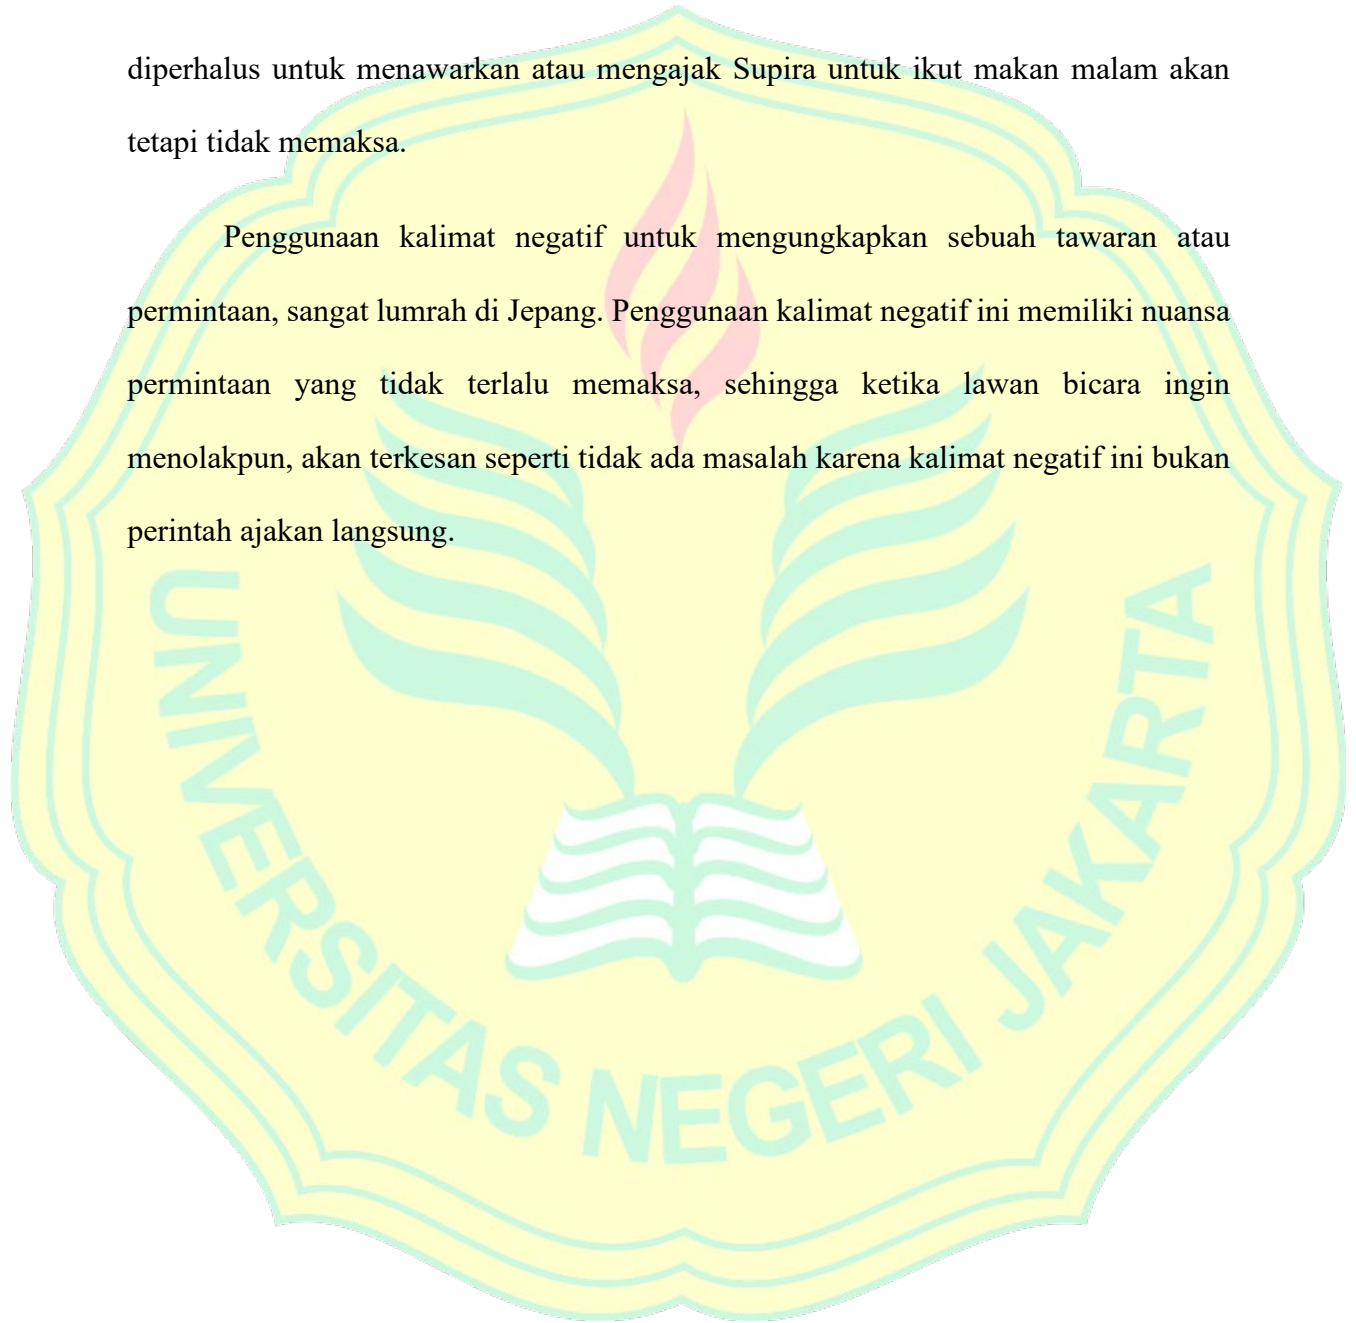 diperhalus untuk menawarkan atau mengajak Supira untuk ikut makan malam akan
tetapi tidak memaksa.
Penggunaan kalimat negatif untuk mengungkapkan sebuah tawaran atau
permintaan, sangat lumrah di Jepang. Penggunaan kalimat negatif ini memiliki nuansa
permintaan yang tidak terlalu memaksa, sehingga ketika lawan bicara ingin
menolakpun, akan terkesan seperti tidak ada masalah karena kalimat negatif ini bukan
perintah ajakan langsung.
UNIVERSITAS NEGERI JAKARTA